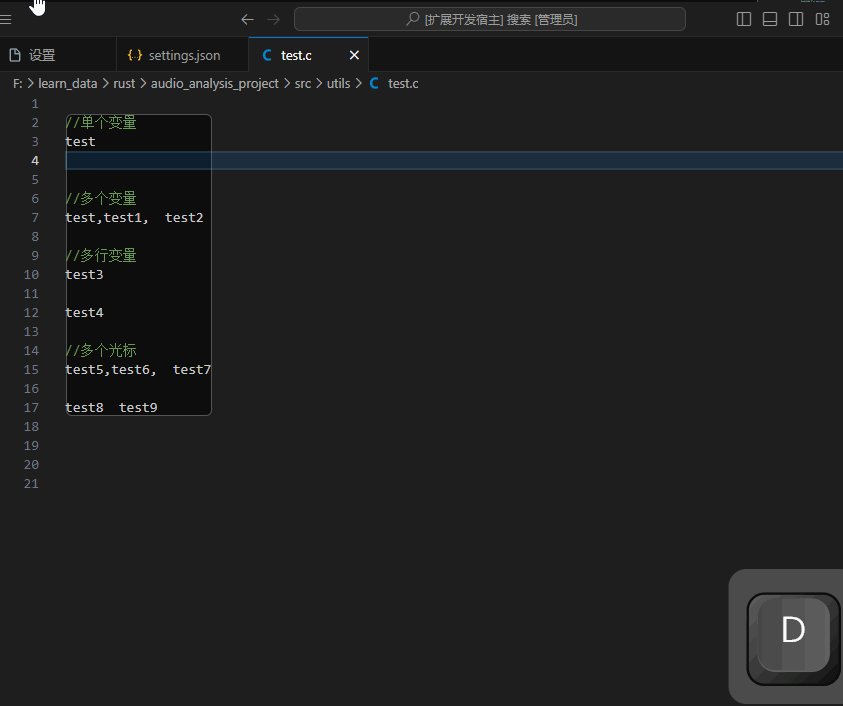 [扩展开发宿主] 搜索 [管理员]
设置
{} settings.json
C test.c
F: > learn_data > rust > audio_analysis_project > src > utils > C test.c
1
2 //单个变量
3 test
4
5
6 //多个变量
7 test,test1,  test2
8
9 //多行变量
10 test3
11
12 test4
13
14 //多个光标
15 test5,test6,  test7
16
17 test8  test9
18
19
20
21
D